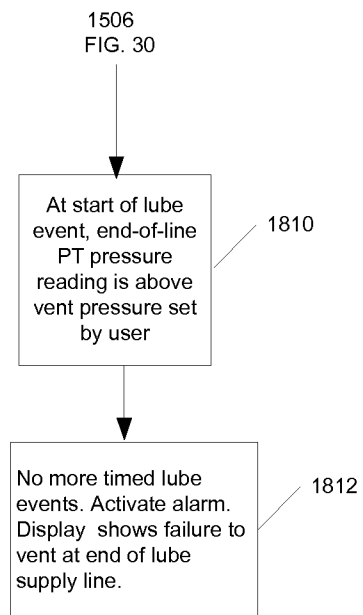 1506
FIG. 30
At start of lube
event, end-of-line
PT pressure
reading is above
vent pressure set
by user
1810
No more timed lube
events. Activate alarm.
Display shows failure to
vent at end of lube
supply line.
1812